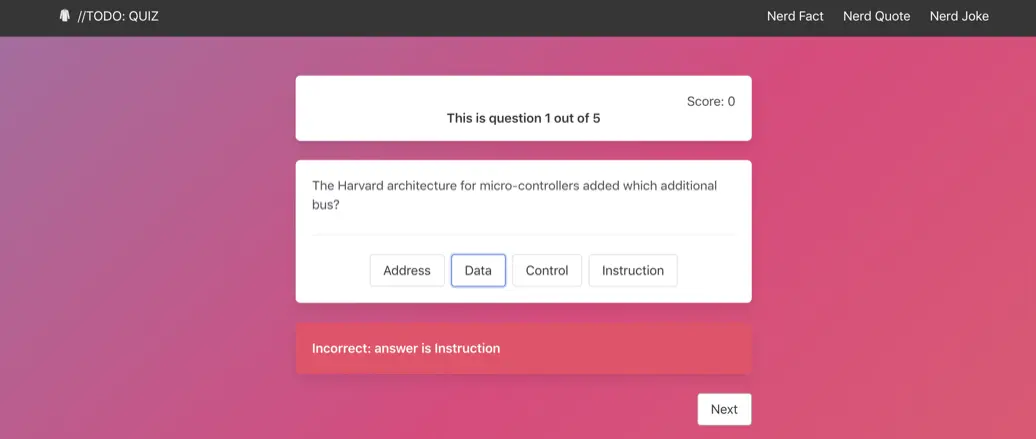 //TODO: QUIZ
Nerd Fact Nerd Quote Nerd Joke
Score: 0
This is question 1 out of 5
The Harvard architecture for micro-controllers added which additional
bus?
Address Data Control Instruction
Incorrect: answer is Instruction
Next